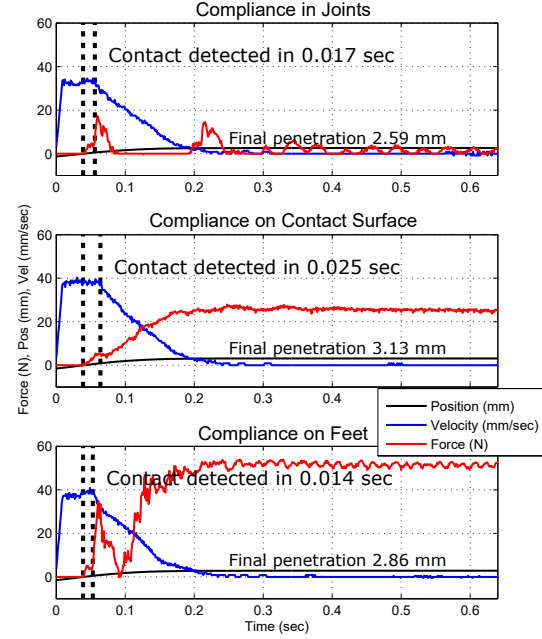 Compliance in Joints
60
40
20
0
Contact detected in 0.017 sec
Final penetration 2.59 mm
0 0.1 0.2 0.3 0.4 0.5 0.6
Compliance on Contact Surface
60
40
20
0
Contact detected in 0.025 sec
Final penetration 3.13 mm
0 0.1 0.2 0.3 0.4 0.5 0.6
Force (N), Pos (mm), Vel (mm/sec)
Position (mm)
Velocity (mm/sec)
Force (N)
Compliance on Feet
60
40
20
0
Contact detected in 0.014 sec
Final penetration 2.86 mm
0 0.1 0.2 0.3 0.4 0.5 0.6
Time (sec)